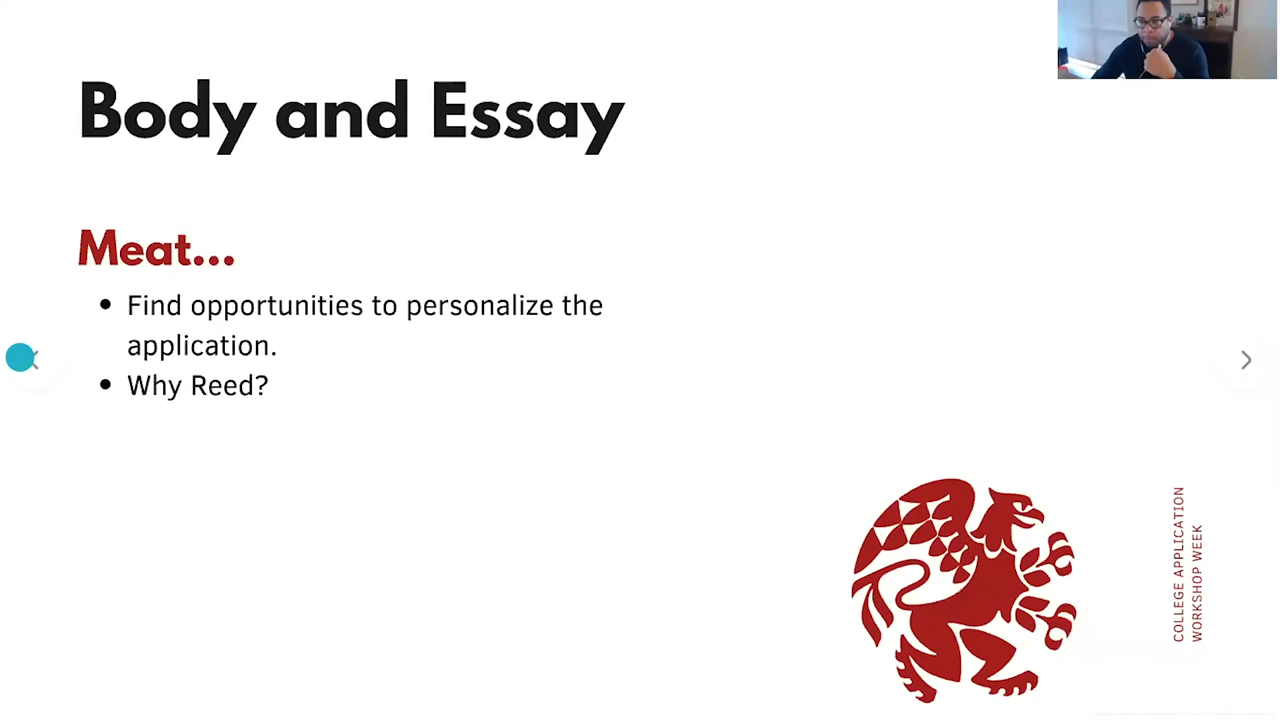 Body and Essay
Meat...
• Find opportunities to personalize the
application.
• Why Reed?
COLLEGE APPLICATION
WORKSHOP WEEK